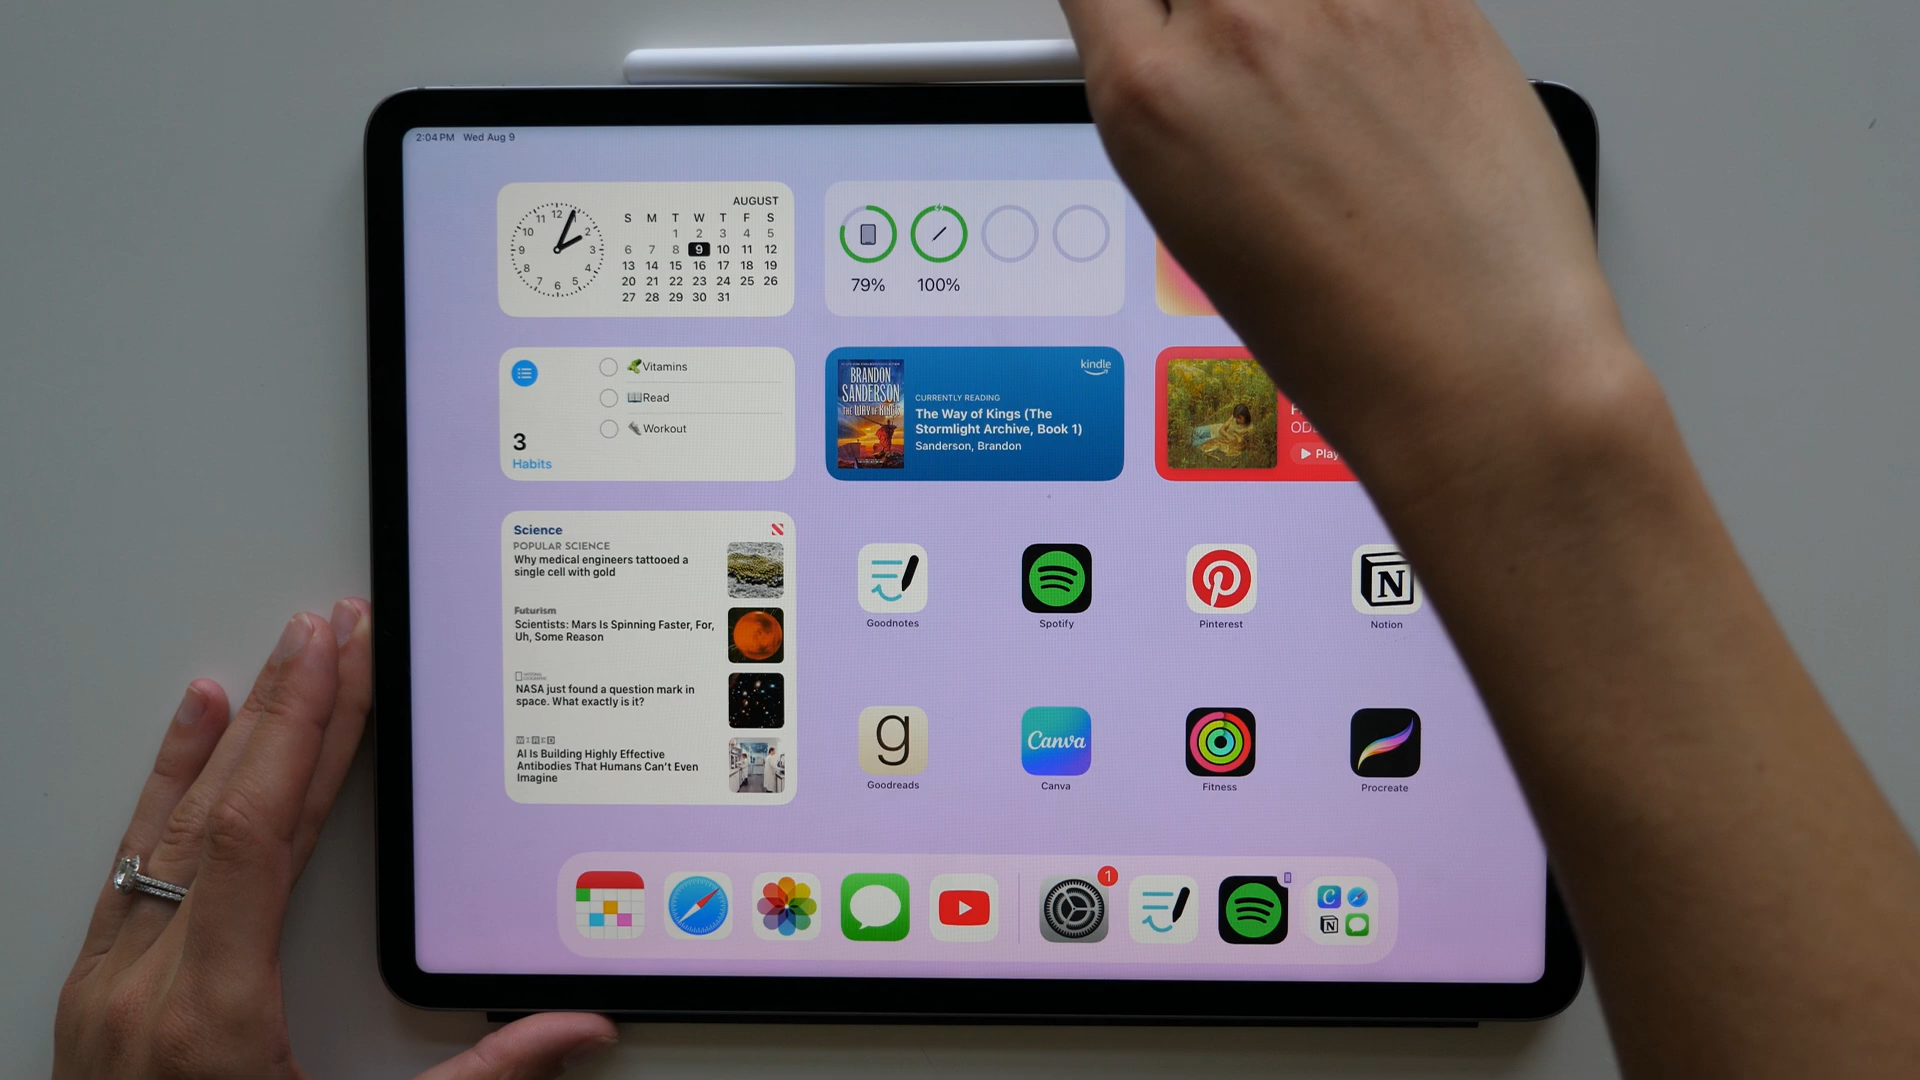 2:04 PM Wed Aug 9
12
11
10
9
8
7
6
5
4
3
2
AUGUST
S M T W T F S
1 2 3 4 5
6 7 8 9 10 11 12
13 14 15 16 17 18 19
20 21 22 23 24 25 26
27 28 29 30 31
79% 100%
Vitamins
Read
Workout
3
Habits
BRANDON
SANDERSON
THE WAY OF KINGS
kindle
CURRENTLY READING
The Way of Kings (The
Stormlight Archive, Book 1)
Sanderson, Brandon
Play
Science
POPULAR SCIENCE
Why medical engineers tattooed a
single cell with gold
Futurism
Scientists: Mars Is Spinning Faster, For,
Uh, Some Reason
NATIONAL GEOGRAPHIC
NASA just found a question mark in
space. What exactly is it?
WIRED
AI Is Building Highly Effective
Antibodies That Humans Can't Even
Imagine
N
Goodnotes Spotify Pinterest Notion
g
Canva
Goodreads Canva Fitness Procreate
1
C
N